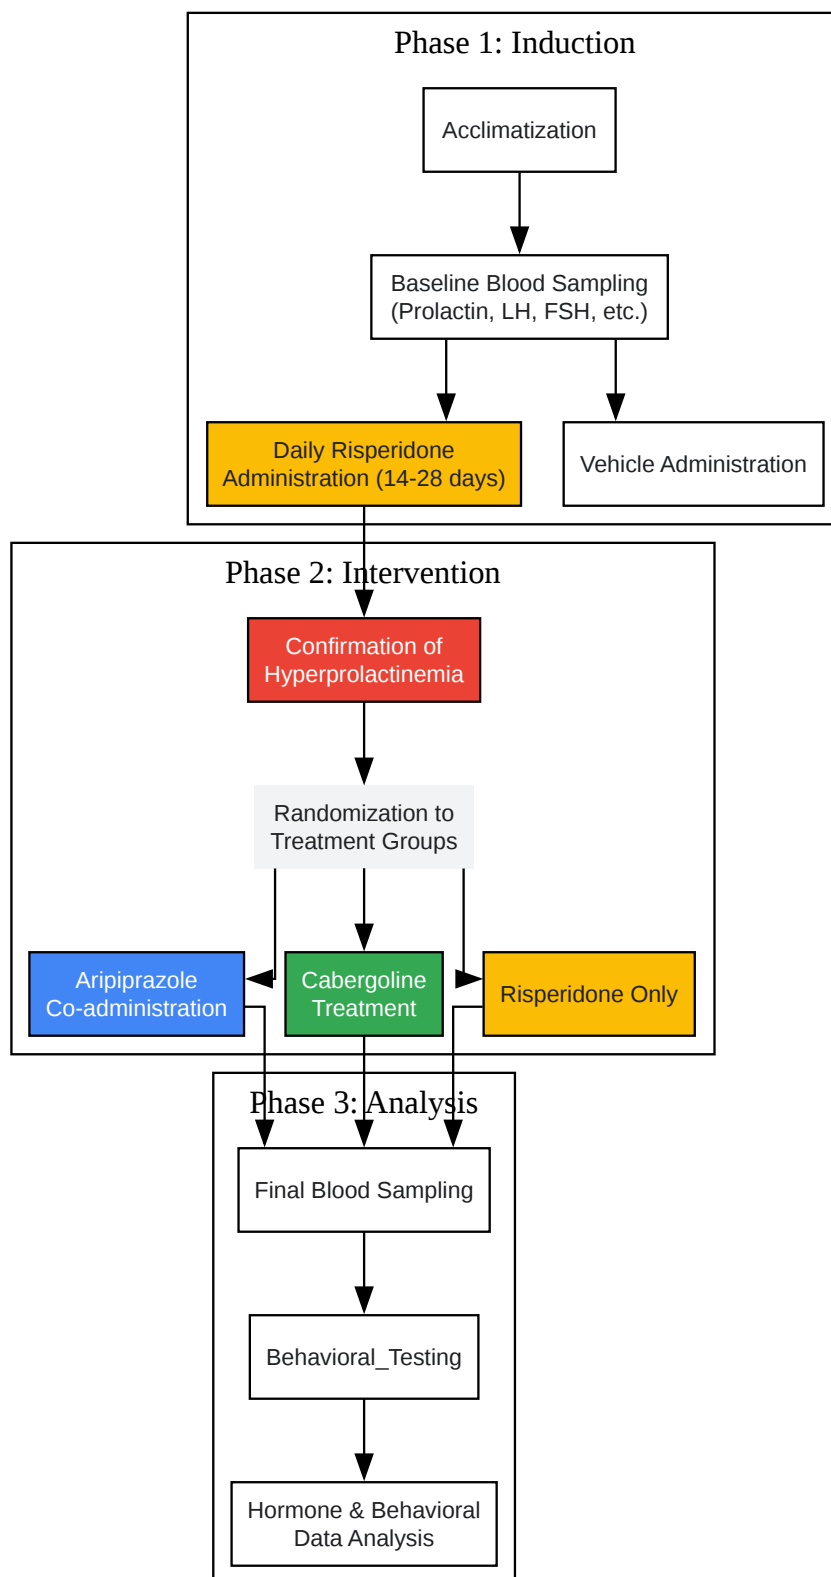 Phase 1: Induction
Acclimatization
Baseline Blood Sampling
(Prolactin, LH, FSH, etc.)
Daily Risperidone
Administration (14-28 days)
Vehicle Administration
Phase 2: Intervention
Confirmation of
Hyperprolactinemia
Randomization to
Treatment Groups
Aripiprazole
Co-administration
Cabergoline
Treatment
Risperidone Only
Phase 3: Analysis
Final Blood Sampling
Behavioral_Testing
Hormone & Behavioral
Data Analysis